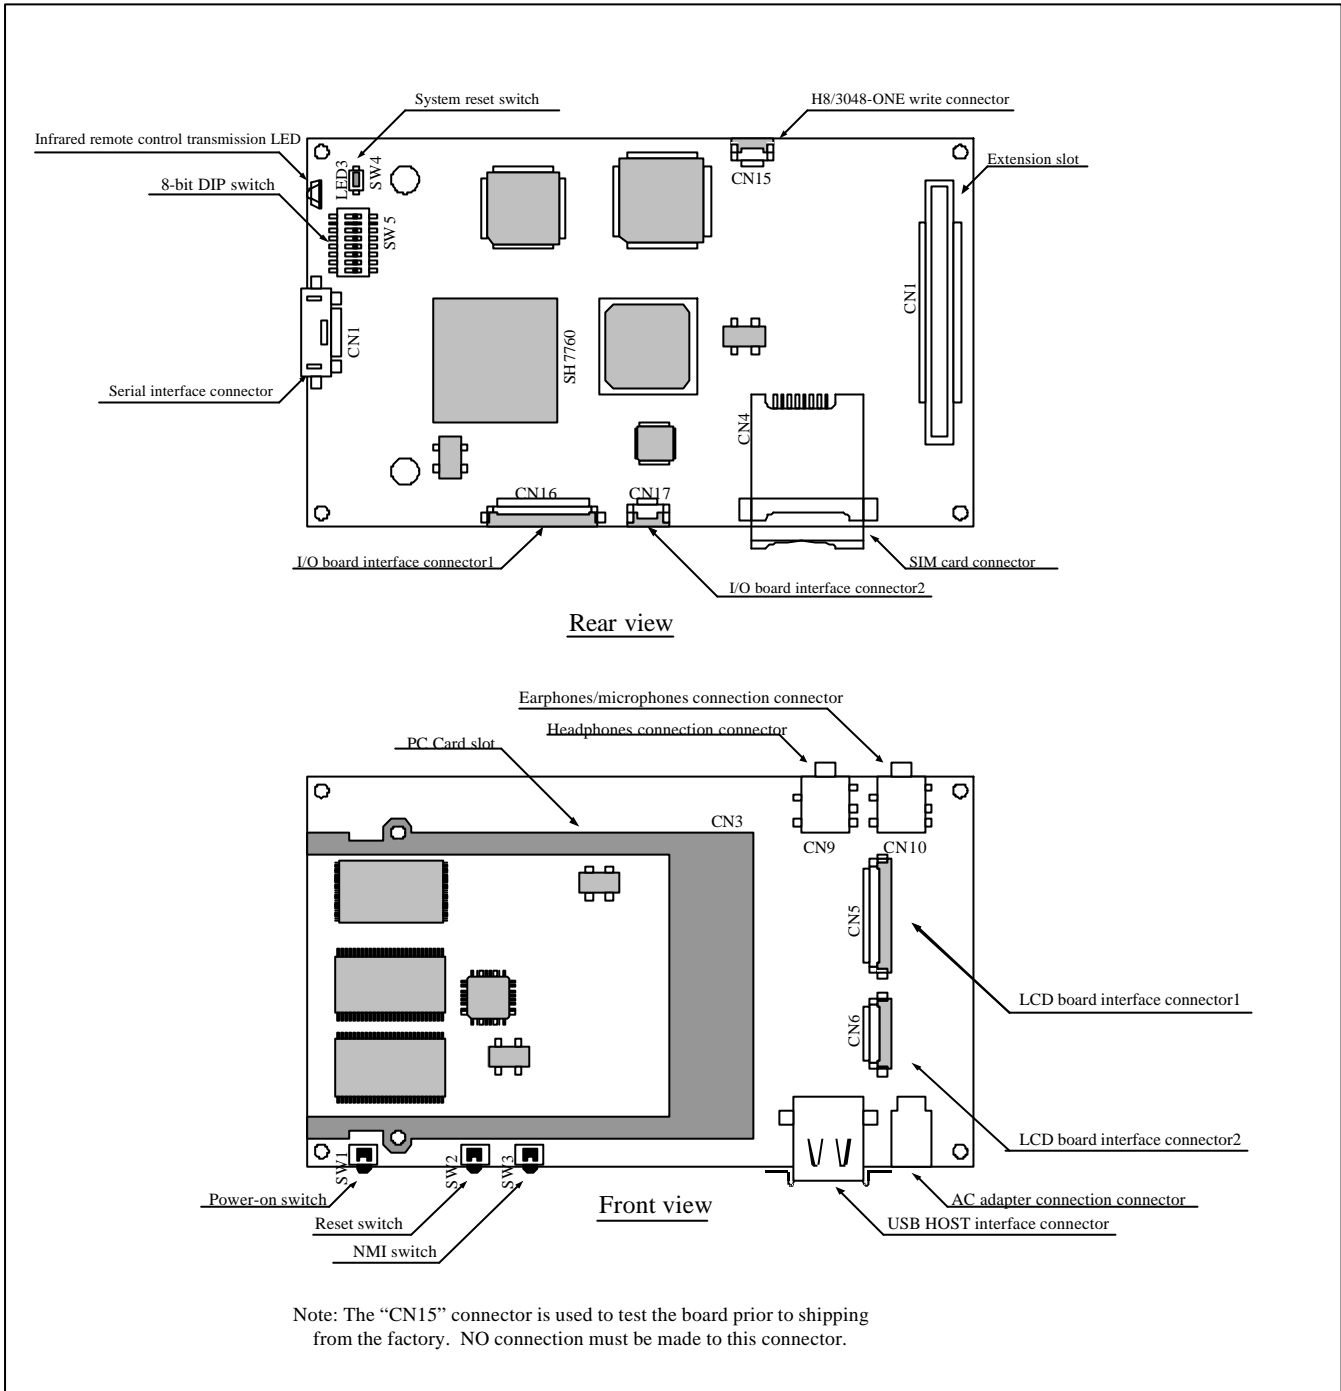 System reset switch
H8/3048-ONE write connector
Infrared remote control transmission LED
Extension slot
8-bit DIP switch
LED3
SW4
CN15
SW 5
CN1
CN1
SH7760
Serial interface connector
CN4
CN16
CN17
I/O board interface connector1
SIM card connector
I/O board interface connector2
Rear view
Earphones/microphones connection connector
Headphones connection connector
PC Card slot
CN3
CN9
CN10
CN5
LCD board interface connector1
CN6
LCD board interface connector2
SW1
SW2
SW3
Power-on switch
Front view
AC adapter connection connector
Reset switch
USB HOST interface connector
NMI switch
Note: The “CN15” connector is used to test the board prior to shipping
from the factory. NO connection must be made to this connector.